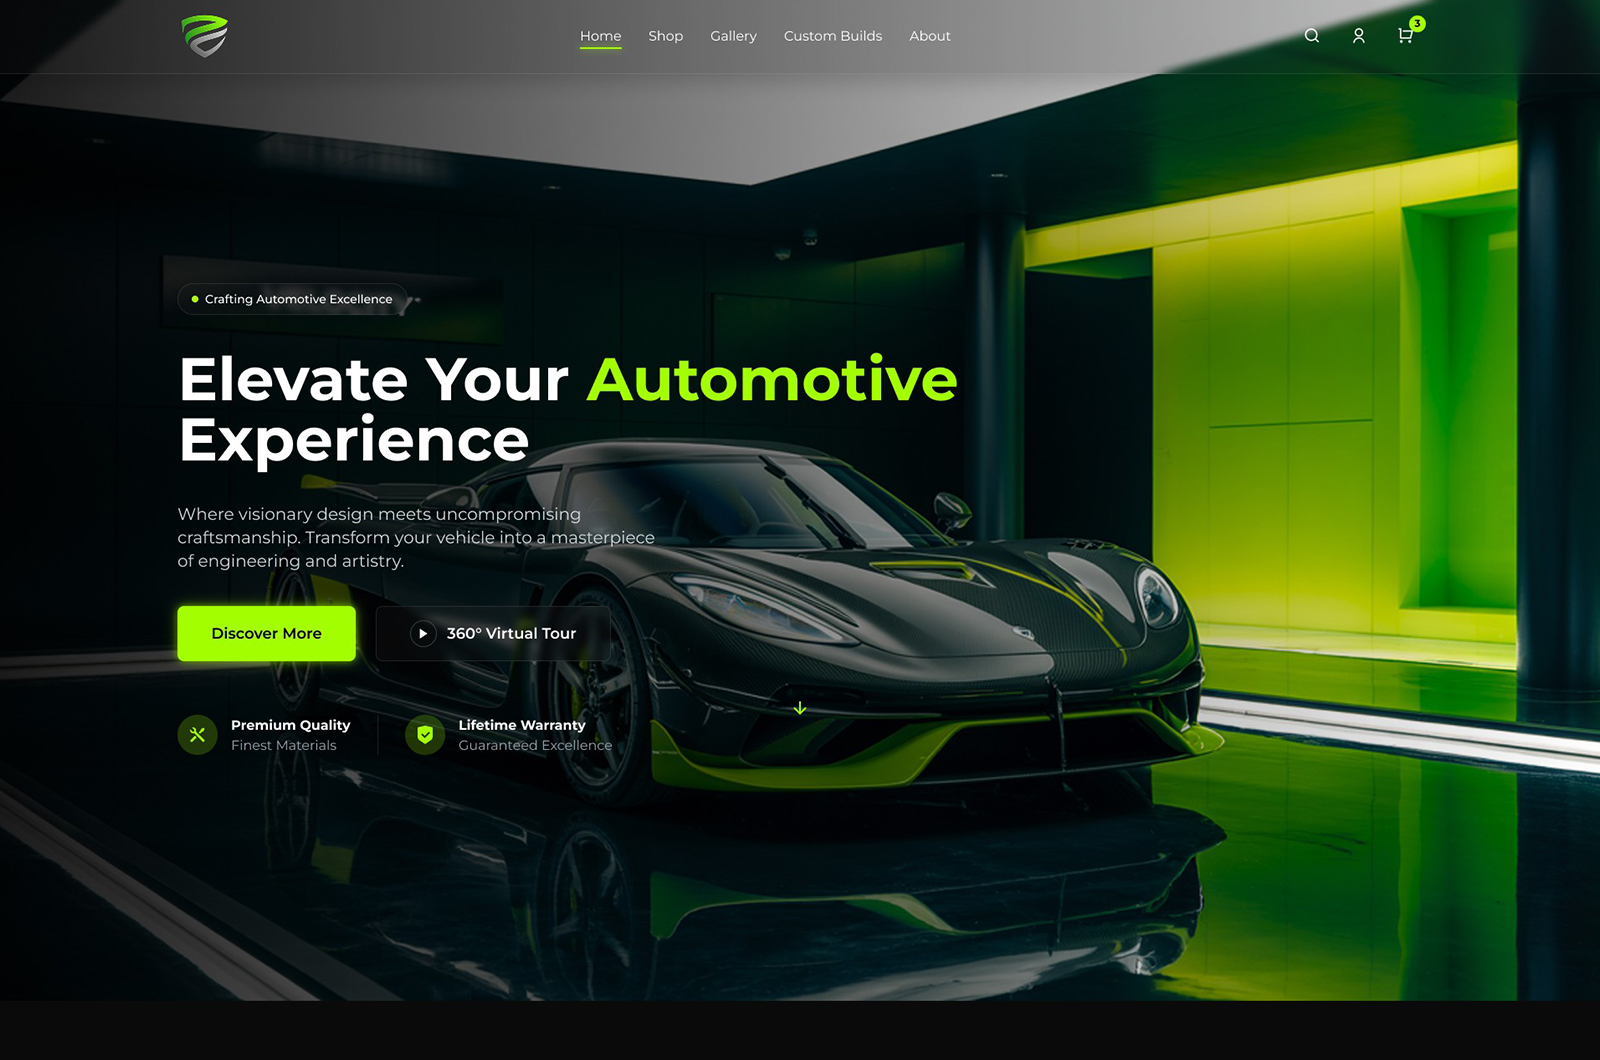 Home Shop Gallery Custom Builds About
3
Crafting Automotive Excellence
Elevate Your Automotive
Experience
Where visionary design meets uncompromising
craftsmanship. Transform your vehicle into a masterpiece
of engineering and artistry.
Discover More
360° Virtual Tour
Premium Quality
Finest Materials
Lifetime Warranty
Guaranteed Excellence